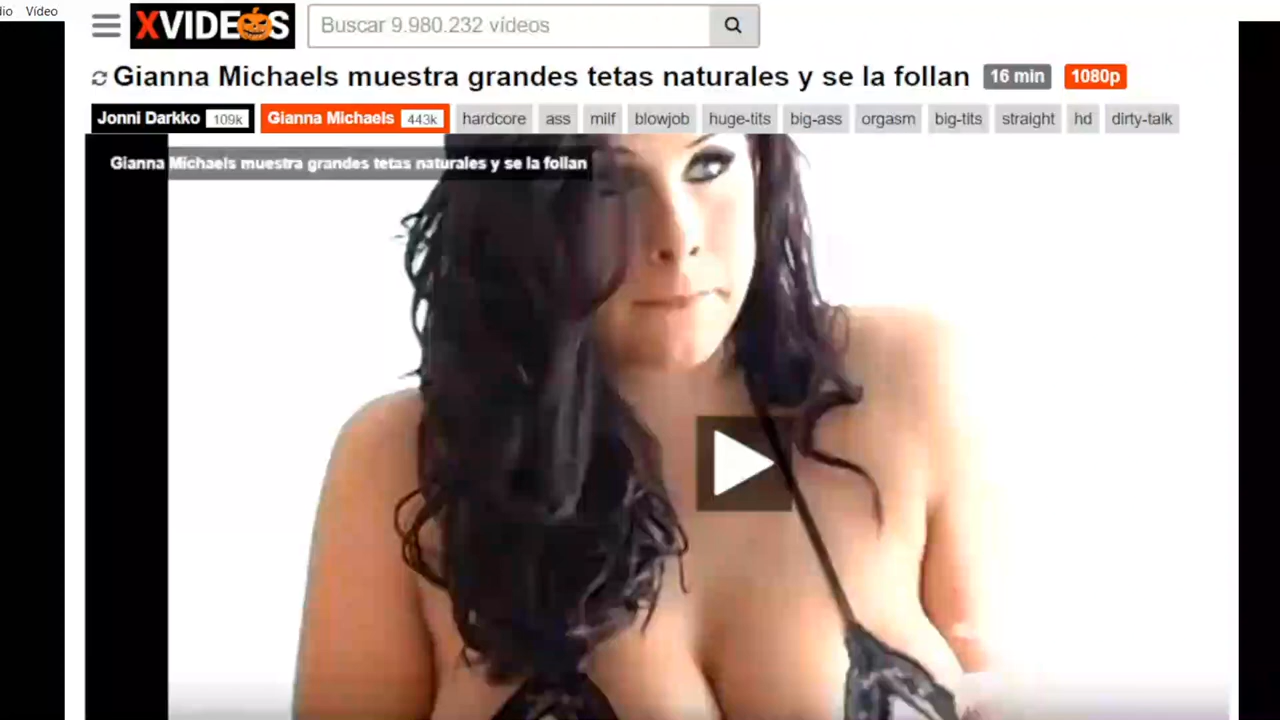 dio Vídeo
XVIDEOS Buscar 9.980.232 vídeos
Gianna Michaels muestra grandes tetas naturales y se la follan 16 min 1080p
Jonni Darkko 109k Gianna Michaels 443k hardcore ass milf blowjob huge-tits big-ass orgasm big-tits straight hd dirty-talk
Gianna Michaels muestra grandes tetas naturales y se la follan